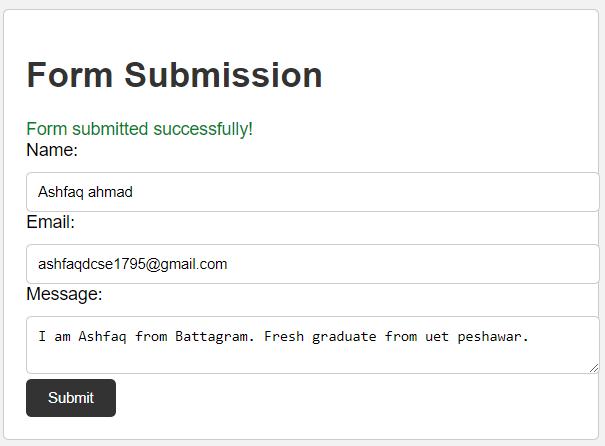 Form Submission
Form submitted successfully!
Name:
Ashfaq ahmad
Email:
ashfaqdcse1795@gmail.com
Message:
I am Ashfaq from Battagram. Fresh graduate from uet peshawar.
Submit